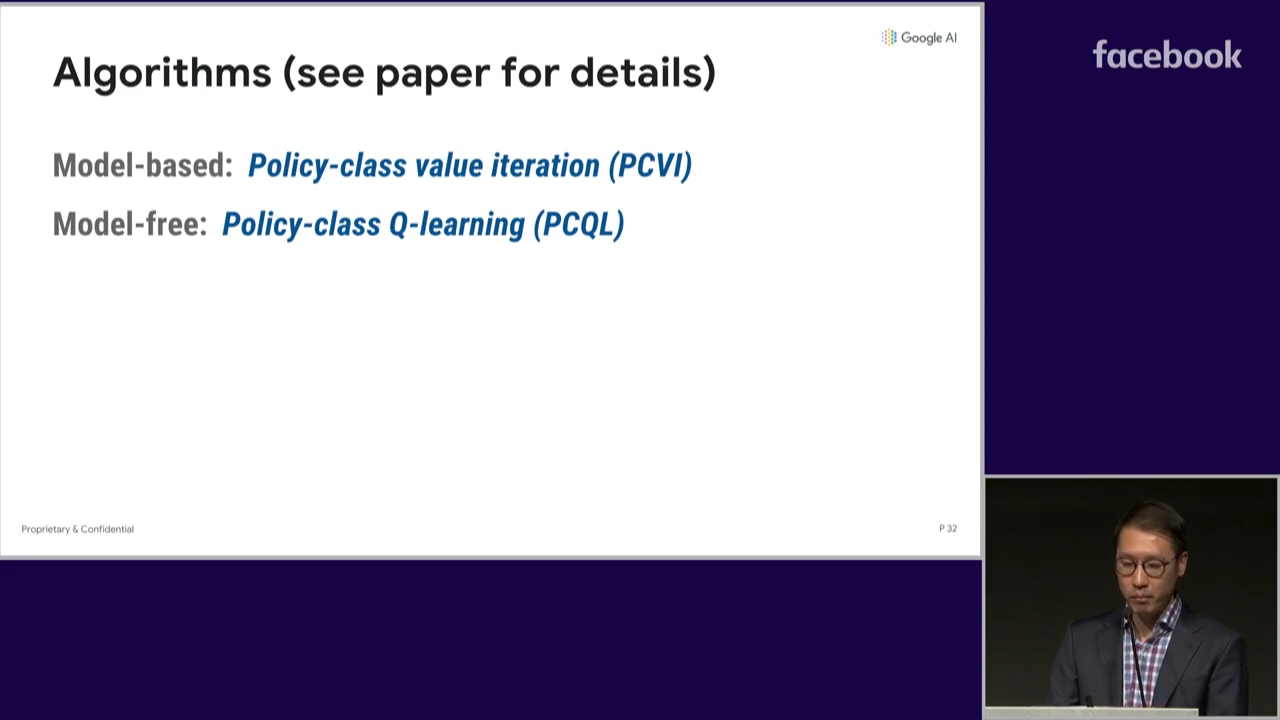 Google AI
facebook
Algorithms (see paper for details)
Model-based: Policy-class value iteration (PCVI)
Model-free: Policy-class Q-learning (PCQL)
Proprietary & Confidential
P 32